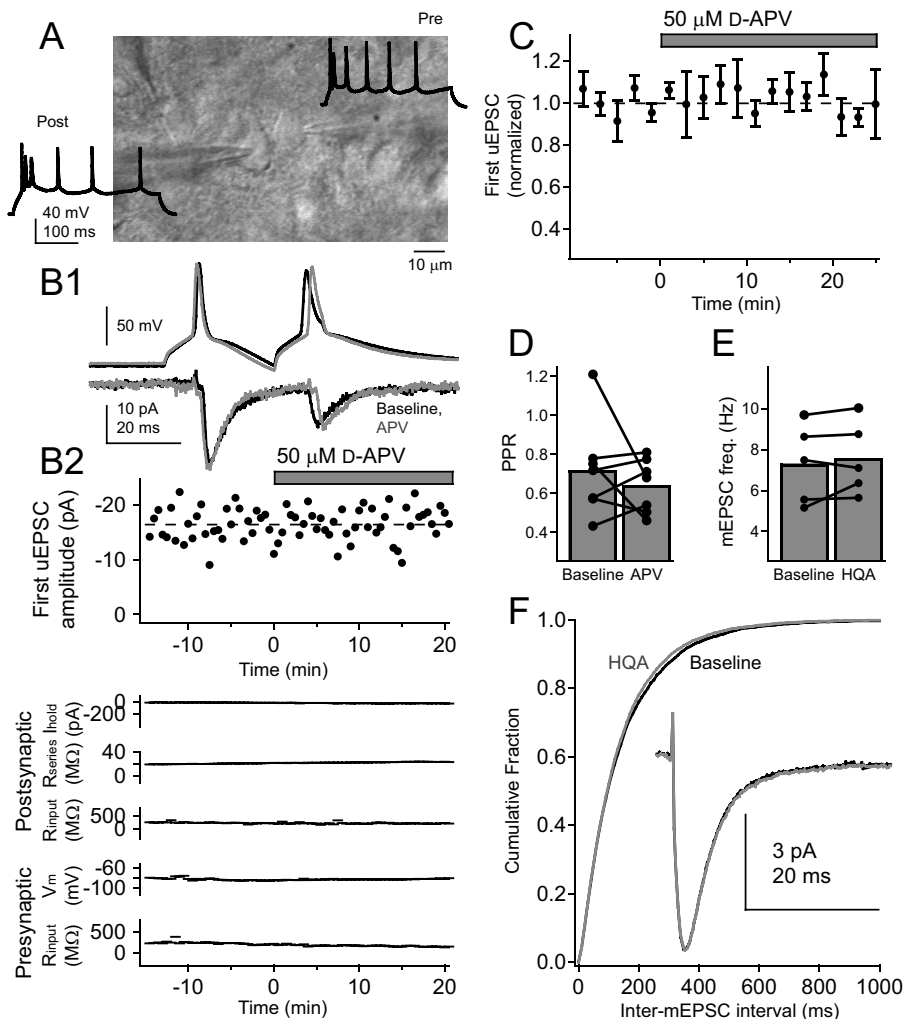 A
Pre
Post
40 mV
100 ms
10 μm
B1
50 mV
10 pA
20 ms
Baseline,
APV
B2
50 μM D-APV
First uEPSC
amplitude (pA)
-20
-10
0
-10
0
10
20
Time (min)
Postsynaptic
Ihold
(pA)
0
-200
Rseries
(MΩ)
40
0
Rinput
(MΩ)
500
0
Presynaptic
Vm
(mV)
-60
-100
Rinput
(MΩ)
500
0
-10
0
10
20
Time (min)
C
50 μM D-APV
First uEPSC
(normalized)
1.2
1.0
0.8
0.6
0.4
0
10
20
Time (min)
D
PPR
1.2
1.0
0.8
0.6
0.4
Baseline
APV
E
mEPSC freq. (Hz)
10
8
6
4
Baseline
HQA
F
Cumulative Fraction
1.0
0.8
0.6
0.4
0.2
0.0
HQA
Baseline
3 pA
20 ms
0
200
400
600
800
1000
Inter-mEPSC interval (ms)